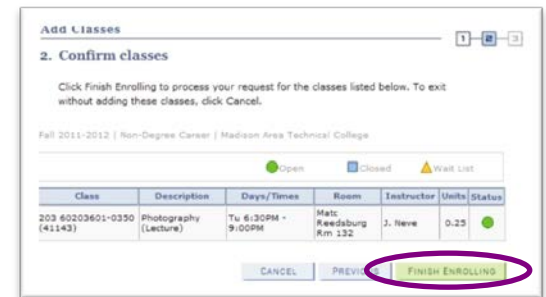 Add Classes
1 2 3
2. Confirm classes
Click Finish Enrolling to process your request for the classes listed below. To exit
without adding these classes, click Cancel.
Fall 2011-2012 | Non-Degree Career | Madison Area Technical College
Open Closed Wait List
Class Description Days/Times Room Instructor Units Status
203 60203601-0350 (41143) Photography (Lecture) Tu 6:30PM - 9:00PM Matc Reedsburg Rm 132 J. Neve 0.25
CANCEL PREVIOUS FINISH ENROLLING